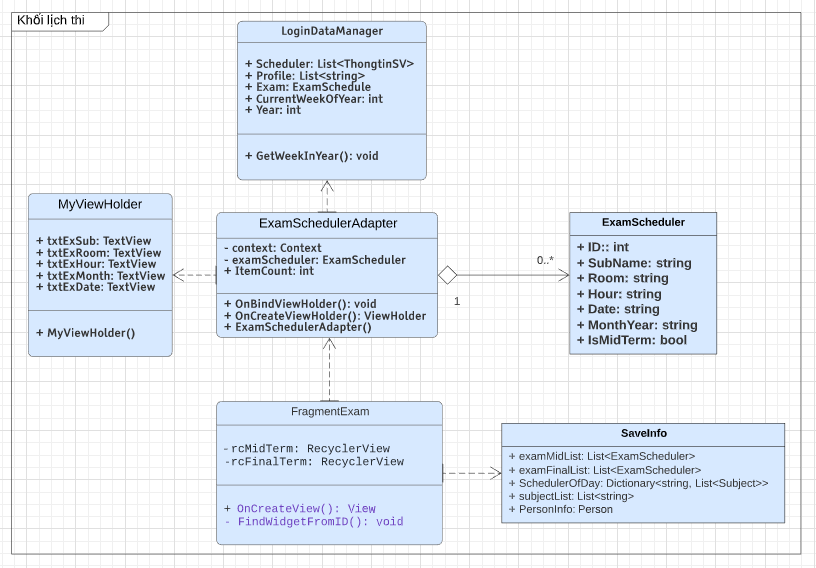 Khối lịch thi
LoginDataManager
+ Scheduler: List<ThongtinSV>
+ Profile: List<string>
+ Exam: ExamSchedule
+ CurrentWeekOfYear: int
+ Year: int
+ GetWeekInYear(): void
MyViewHolder
+ txtExSub: TextView
+ txtExRoom: TextView
+ txtExHour: TextView
+ txtExMonth: TextView
+ txtExDate: TextView
+ MyViewHolder()
ExamSchedulerAdapter
- context: Context
- examScheduler: ExamScheduler
+ ItemCount: int
+ OnBindViewHolder(): void
+ OnCreateViewHolder(): ViewHolder
+ ExamSchedulerAdapter()
0..*
1
ExamScheduler
+ ID:: int
+ SubName: string
+ Room: string
+ Hour: string
+ Date: string
+ MonthYear: string
+ IsMidTerm: bool
FragmentExam
- rcMidTerm: RecyclerView
-rcFinalTerm: RecyclerView
+ OnCreateView(): View
- FindWidgetFromID(): void
SaveInfo
+ examMidList: List<ExamScheduler>
+ examFinalList: List<ExamScheduler>
+ SchedulerOfDay: Dictionary<string, List<Subject>>
+ subjectList: List<string>
+ PersonInfo: Person